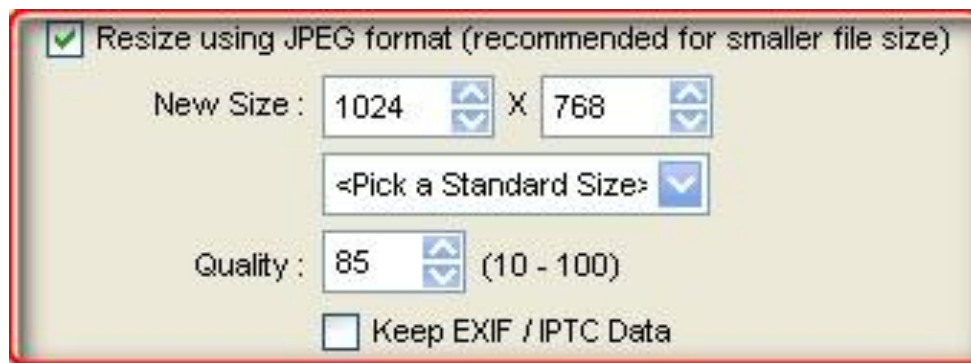 Resize using JPEG format (recommended for smaller file size)
New Size : 1024 X 768
<Pick a Standard Size>
Quality : 85 (10 - 100)
Keep EXIF / IPTC Data